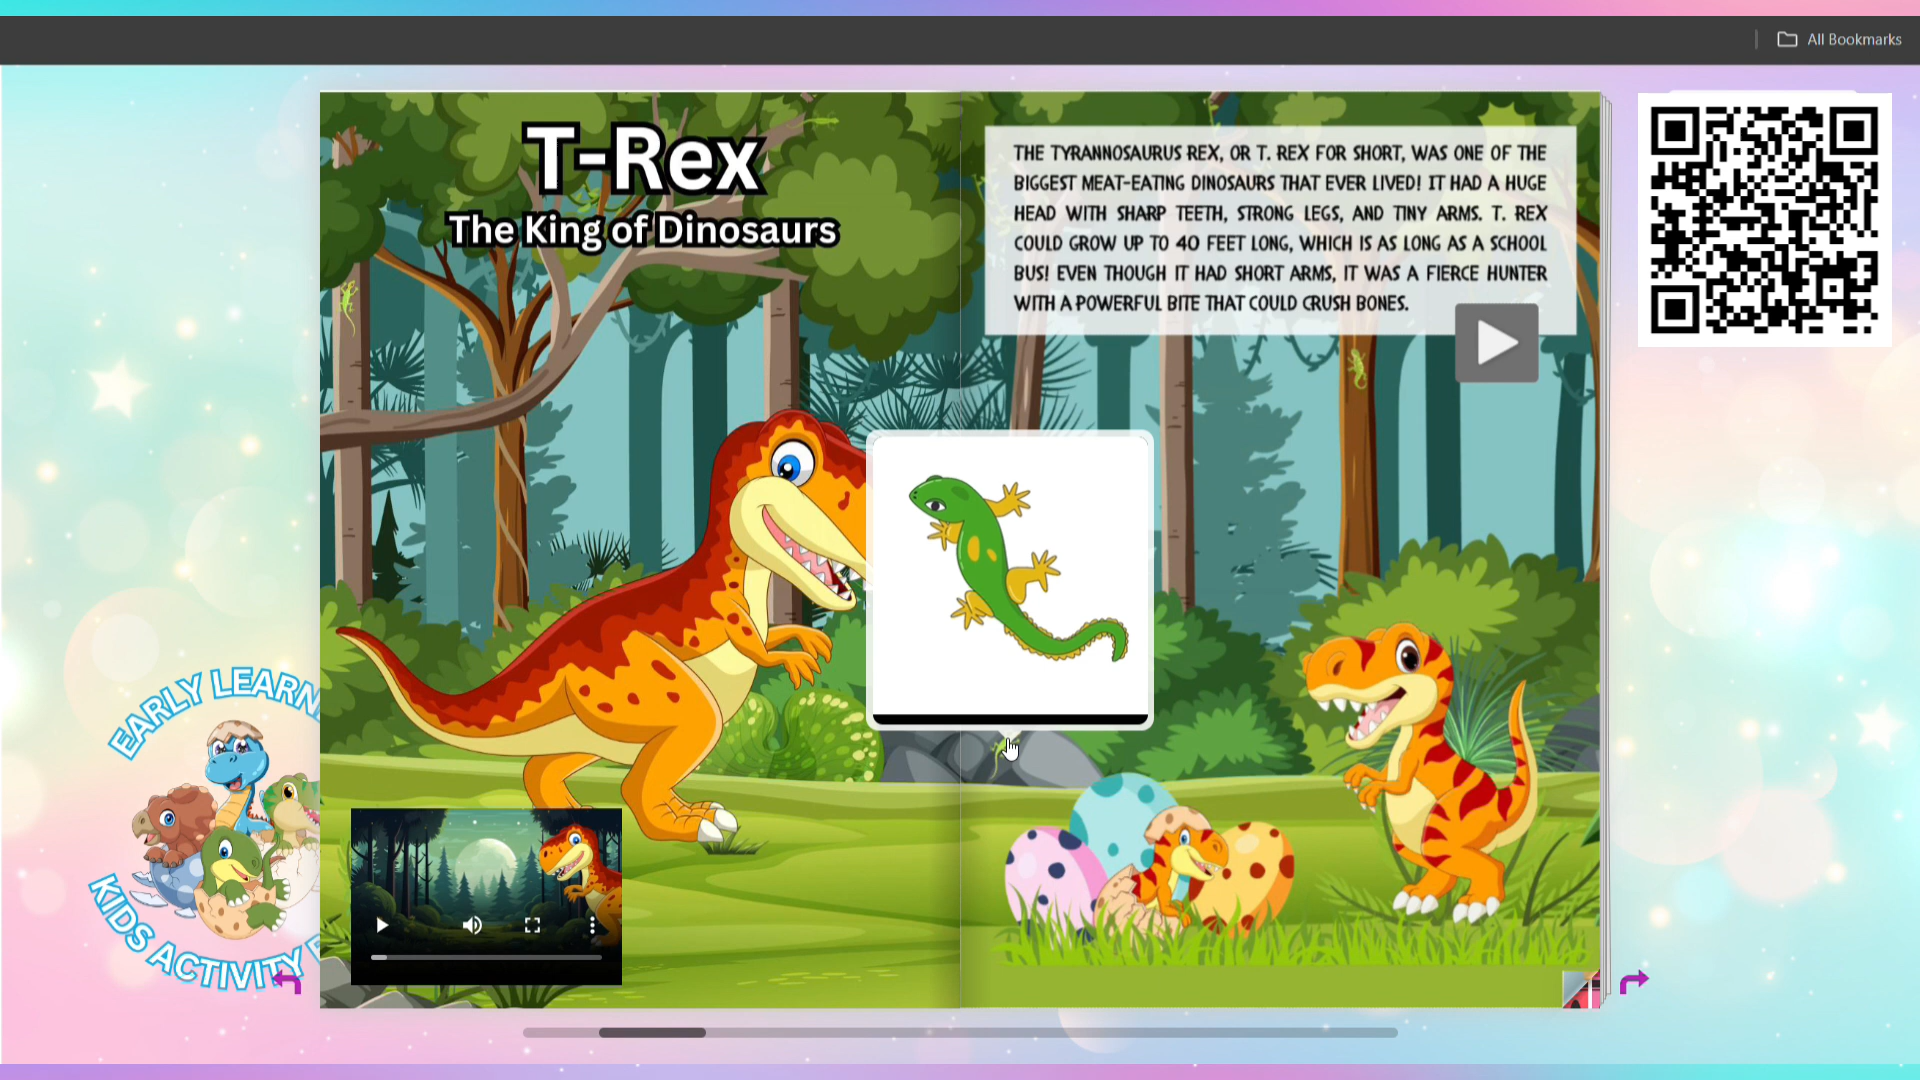 All Bookmarks
T-Rex
The King of Dinosaurs
THE TYRANNOSAURUS REX, OR T. REX FOR SHORT, WAS ONE OF THE
BIGGEST MEAT-EATING DINOSAURS THAT EVER LIVED! IT HAD A HUGE
HEAD WITH SHARP TEETH, STRONG LEGS, AND TINY ARMS. T. REX
COULD GROW UP TO 40 FEET LONG, WHICH IS AS LONG AS A SCHOOL
BUS! EVEN THOUGH IT HAD SHORT ARMS, IT WAS A FIERCE HUNTER
WITH A POWERFUL BITE THAT COULD CRUSH BONES.
EARLY LEARN
KIDS ACTIVITY